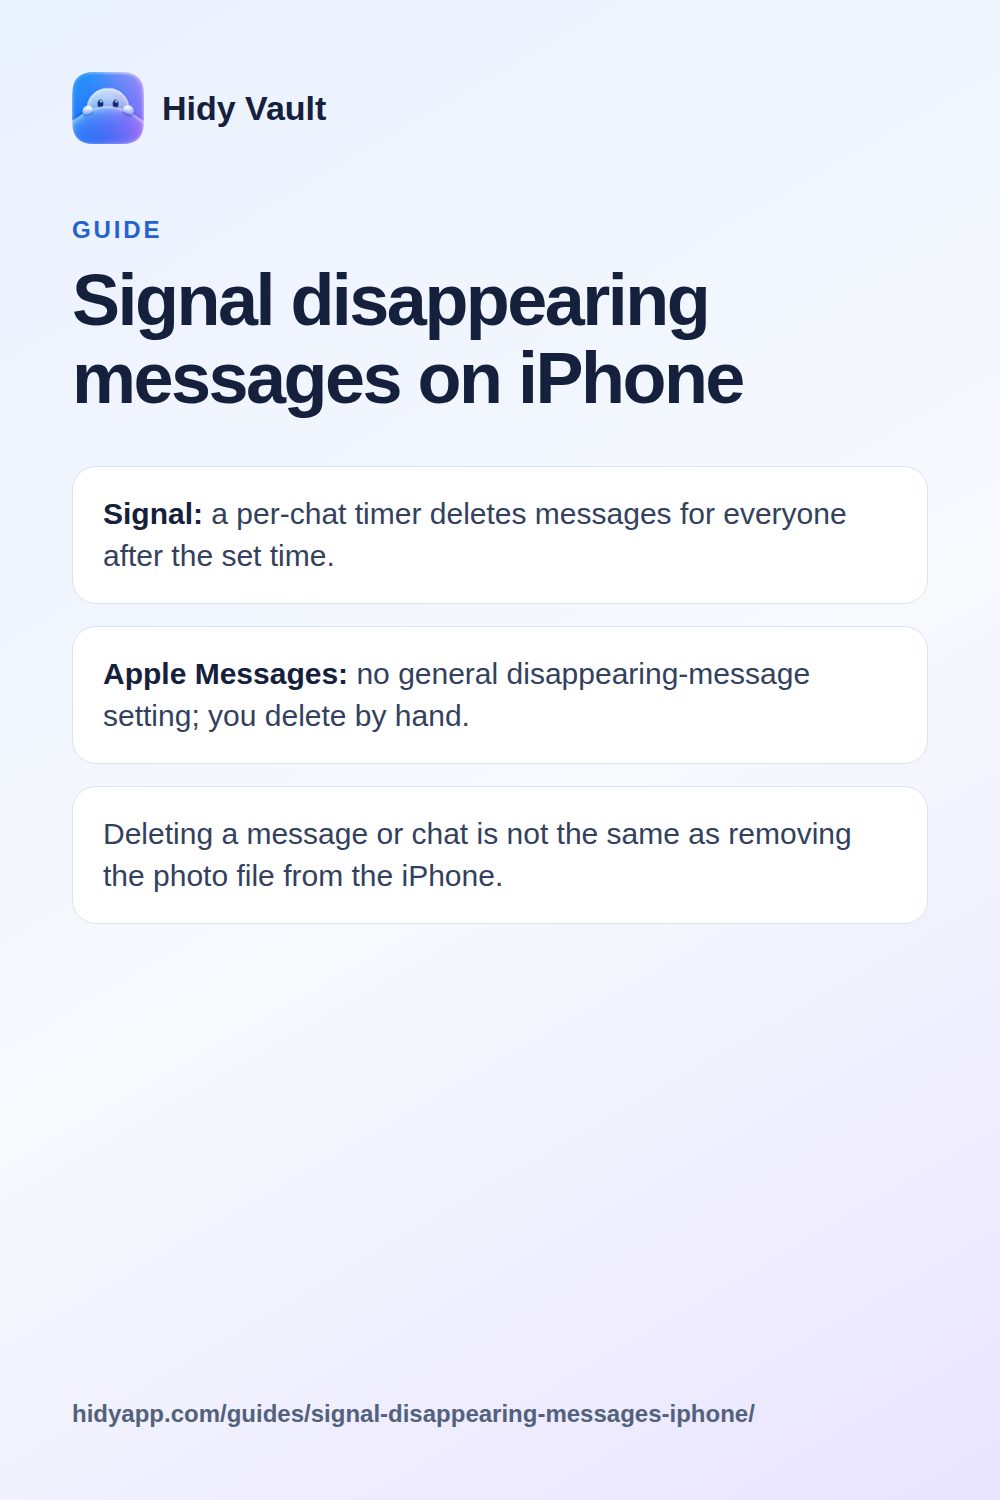 Hidy Vault
GUIDE
Signal disappearing
messages on iPhone
Signal: a per-chat timer deletes messages for everyone
after the set time.
Apple Messages: no general disappearing-message
setting; you delete by hand.
Deleting a message or chat is not the same as removing
the photo file from the iPhone.
hidyapp.com/guides/signal-disappearing-messages-iphone/